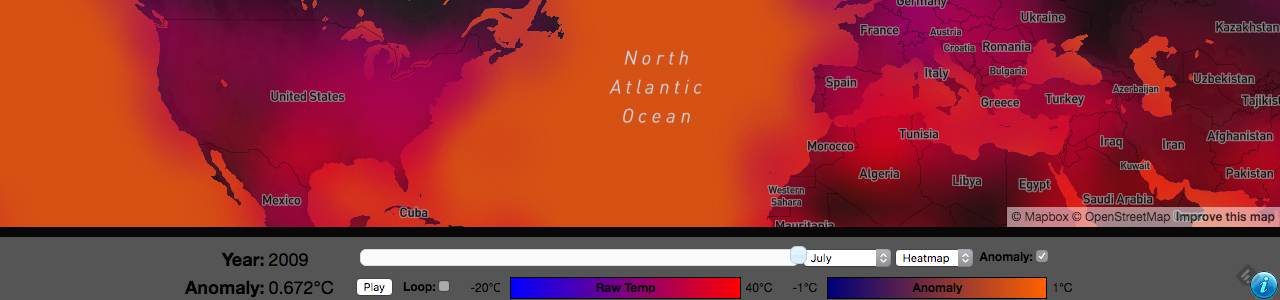 Germany
Ukraine
Kazakhstan
France
Austria
Croatia
Romania
North
Atlantic
Ocean
Spain
Italy
Bulgaria
Uzbekistan
United States
Greece
Turkey
Azerbaijan
Tajikis
Tunisia
Morocco
Iraq
Iran
Afghanistan
Algeria
Libya
Egypt
Kuwait
Pakistan
Mexico
Cuba
Western
Sahara
Saudi Arabia
Mauritania
© Mapbox © OpenStreetMap Improve this map
Year: 2009
July
Heatmap
Anomaly:
Anomaly: 0.672°C
Play
Loop:
-20°C
Raw Temp
40°C
-1°C
Anomaly
1°C
i